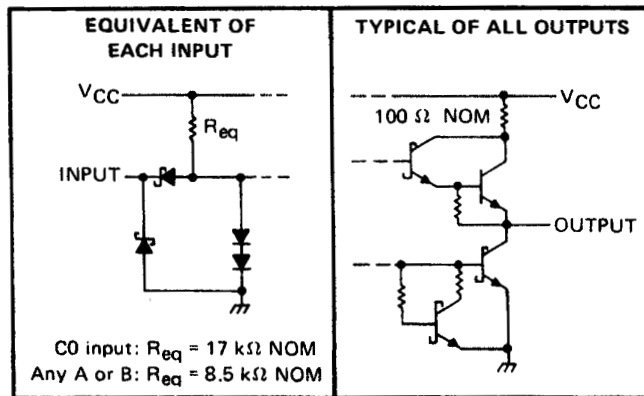 EQUIVALENT OF
EACH INPUT
VCC
Req
INPUT
C0 input: Req = 17 kΩ NOM
Any A or B: Req = 8.5 kΩ NOM
TYPICAL OF ALL OUTPUTS
VCC
100 Ω NOM
OUTPUT